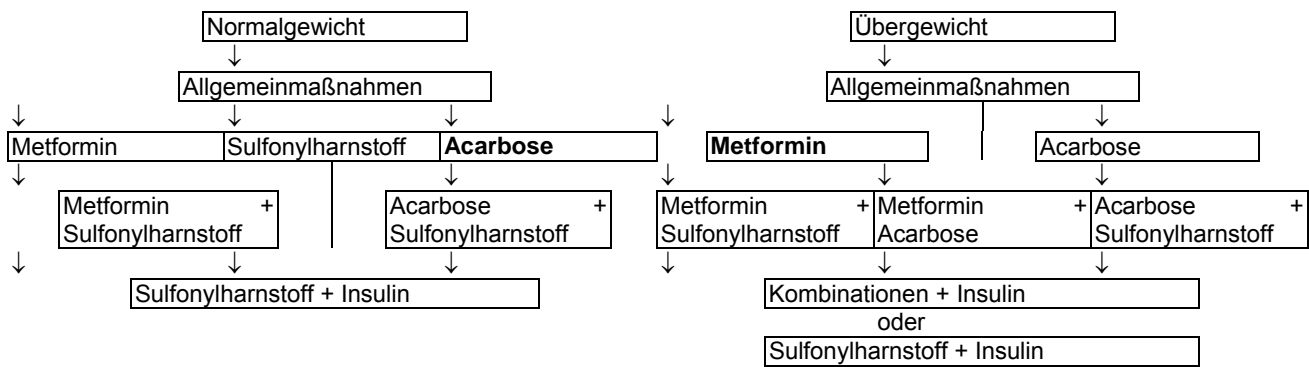 Normalgewicht Übergewicht
↓ ↓
Allgemeinmaßnahmen Allgemeinmaßnahmen
↓ ↓ ↓ ↓ ↓
Metformin Sulfonylharnstoff Acarbose Metformin Acarbose
↓ ↓ ↓ ↓ ↓
Metformin + Acarbose + Metformin + Metformin + Acarbose +
Sulfonylharnstoff Sulfonylharnstoff Sulfonylharnstoff Acarbose Sulfonylharnstoff
↓ ↓ ↓ ↓ ↓ ↓
Sulfonylharnstoff + Insulin Kombinationen + Insulin
oder
Sulfonylharnstoff + Insulin